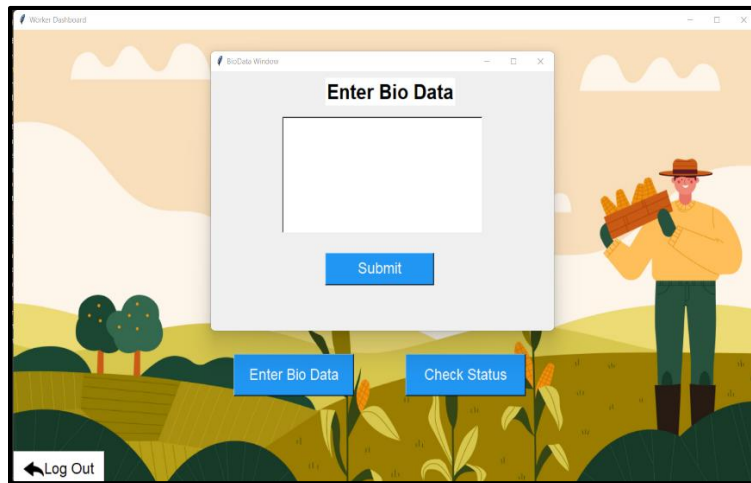 Worker Dashboard
BioData Window
Enter Bio Data
Submit
Enter Bio Data
Check Status
Log Out